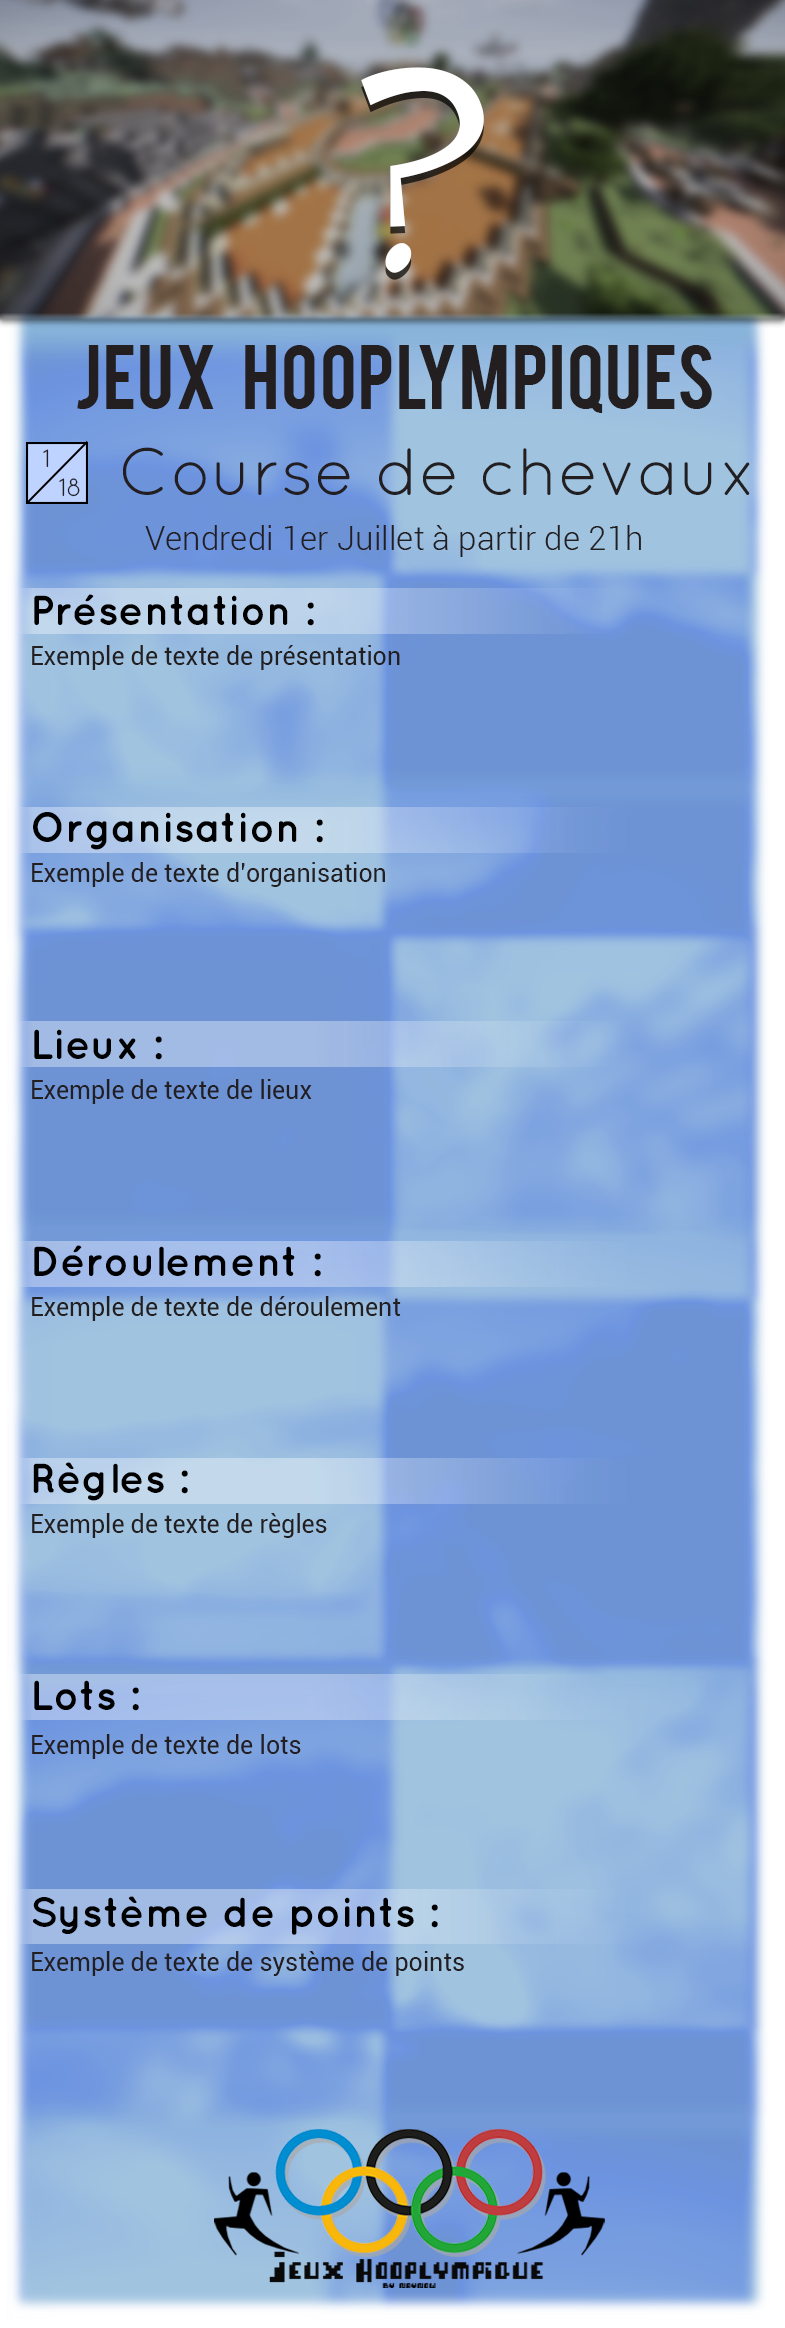 ?
JEUX HOOPLYMPIQUES
1/18
Course de chevaux
Vendredi 1er Juillet à partir de 21h
Présentation :
Exemple de texte de présentation
Organisation :
Exemple de texte d'organisation
Lieux :
Exemple de texte de lieux
Déroulement :
Exemple de texte de déroulement
Règles :
Exemple de texte de règles
Lots :
Exemple de texte de lots
Système de points :
Exemple de texte de système de points
Jeux Hooplympique